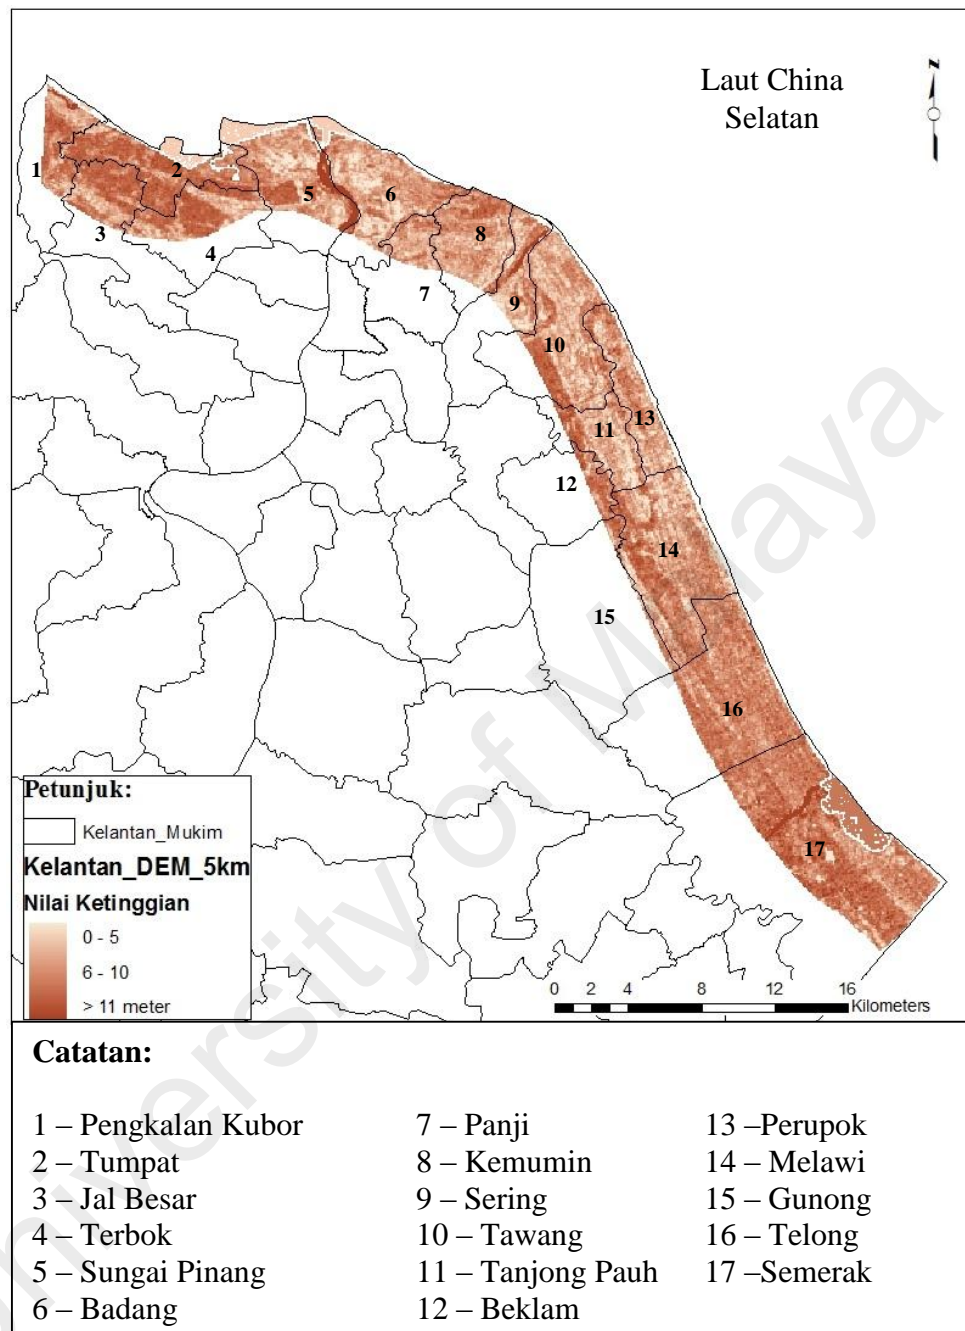 Laut China
Selatan
N
1
2
3
4
5
6
7
8
9
10
11
12
13
14
15
16
17
Petunjuk:
Kelantan_Mukim
Kelantan_DEM_5km
Nilai Ketinggian
0 - 5
6 - 10
> 11 meter
0 2 4 8 12 16
Kilometers
Catatan:
1 – Pengkalan Kubor
2 – Tumpat
3 – Jal Besar
4 – Terbok
5 – Sungai Pinang
6 – Badang
7 – Panji
8 – Kemumin
9 – Sering
10 – Tawang
11 – Tanjong Pauh
12 – Beklam
13 –Perupok
14 – Melawi
15 – Gunong
16 – Telong
17 –Semerak
University of Malaya